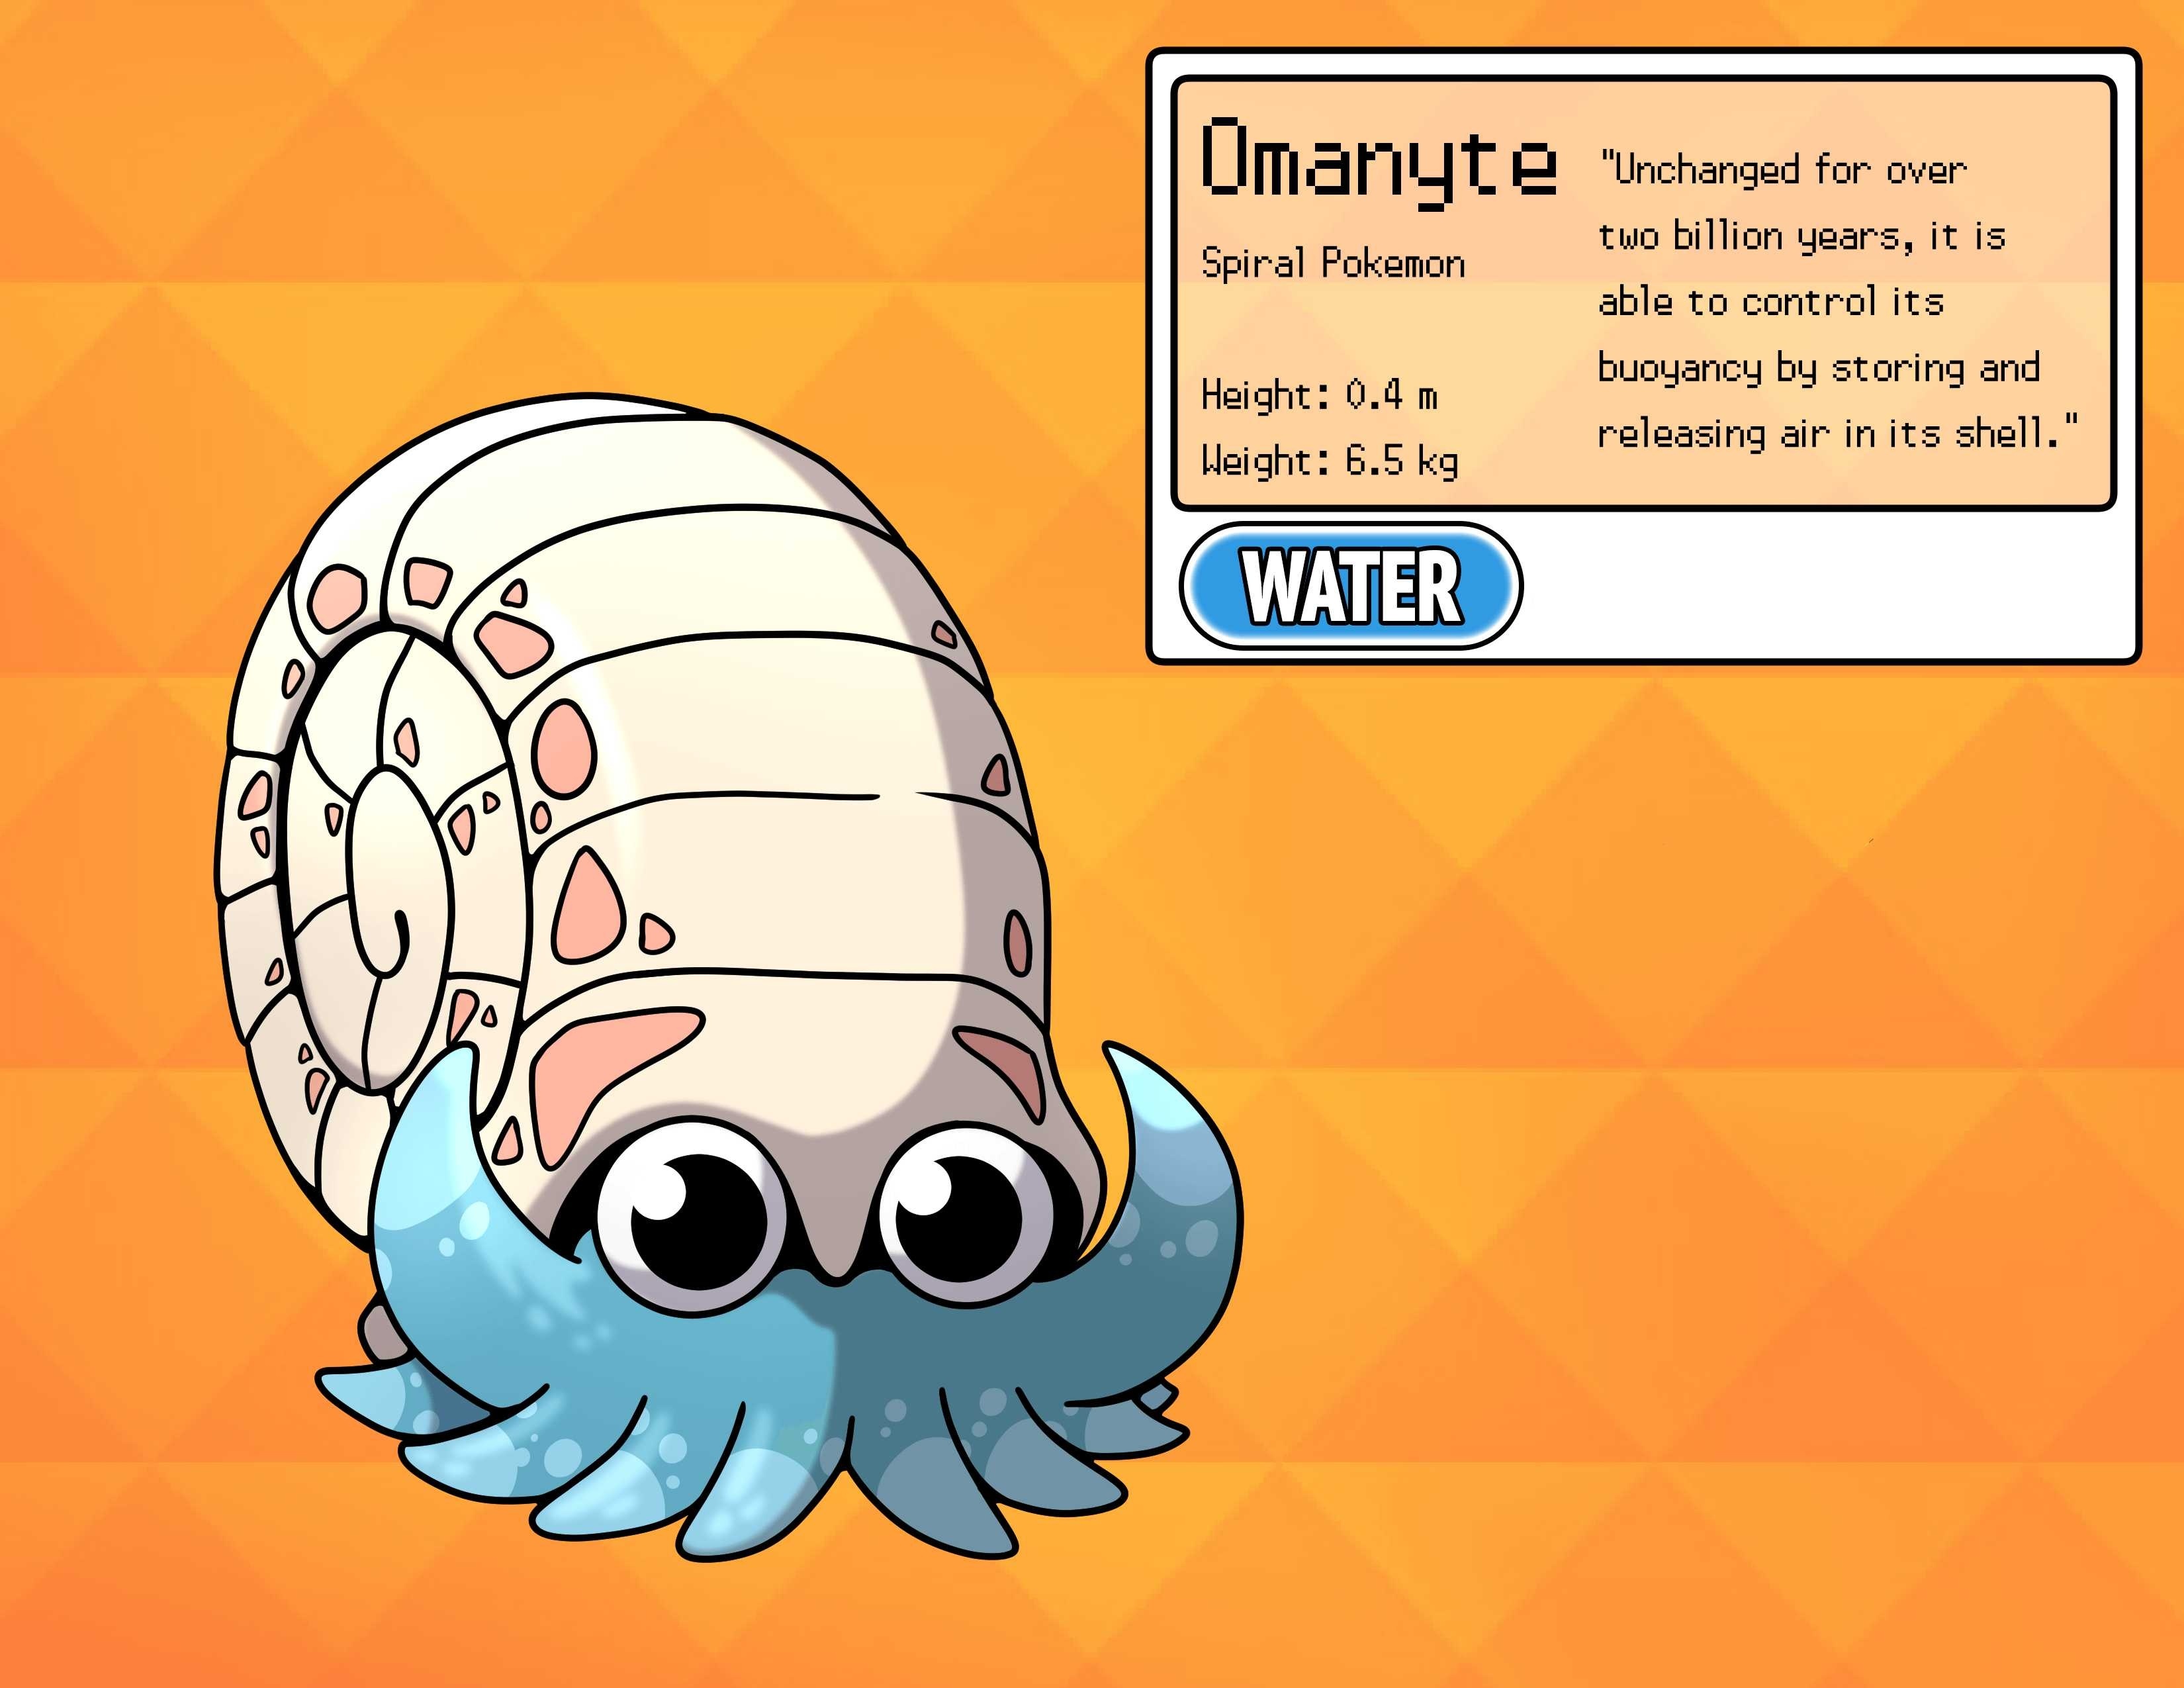 Omanyte
Spiral Pokemon
Height: 0.4 m
Weight: 6.5 kg
"Unchanged for over
two billion years, it is
able to control its
buoyancy by storing and
releasing air in its shell."
WATER